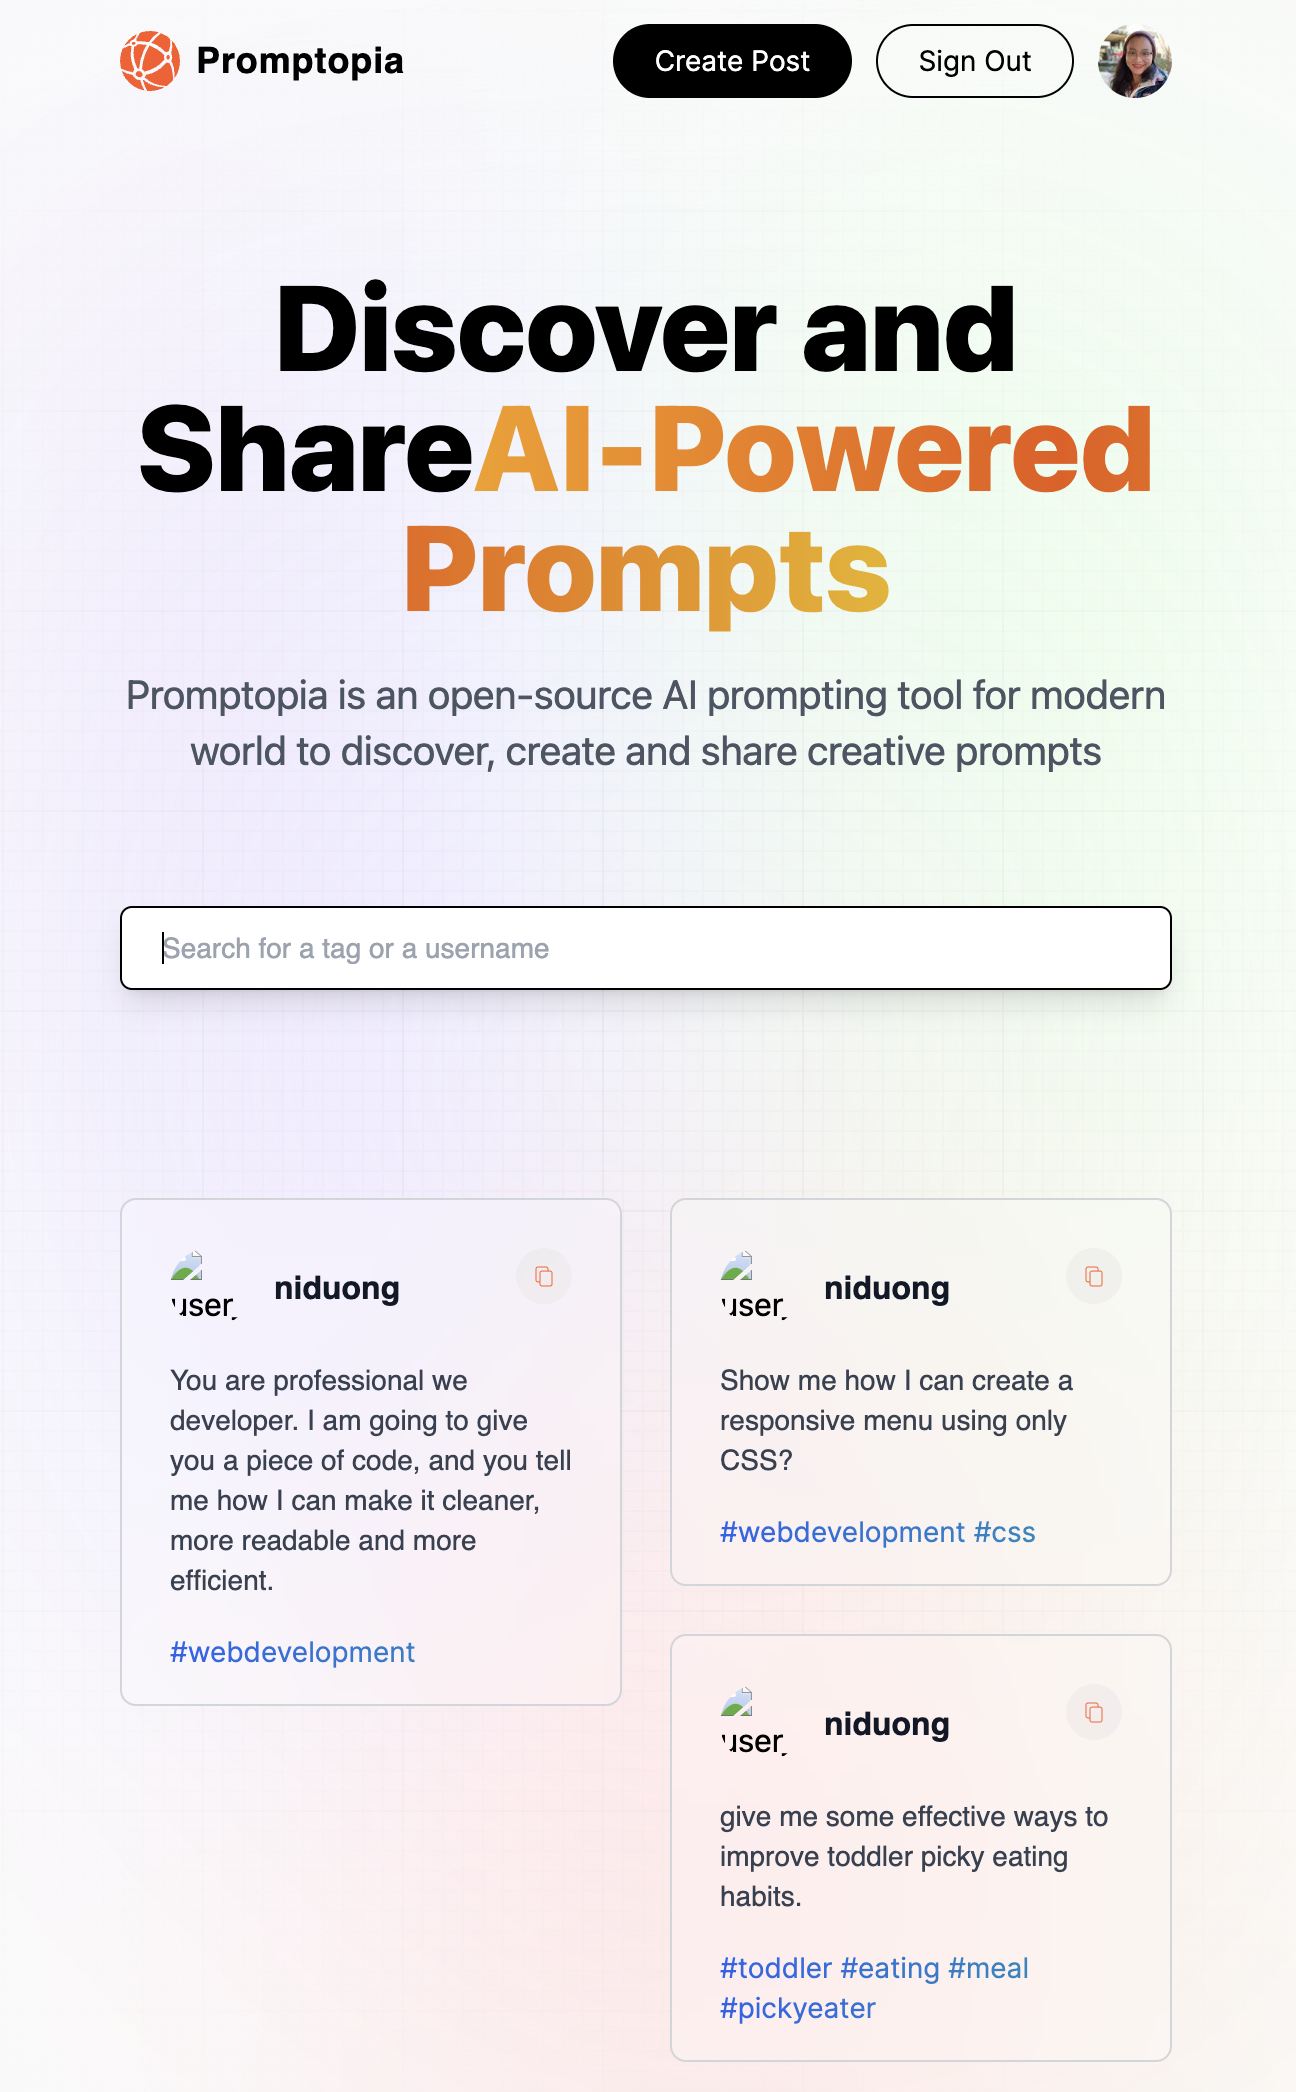 Promptopia
Create Post
Sign Out
Discover and
ShareAI-Powered
Prompts
Promptopia is an open-source AI prompting tool for modern
world to discover, create and share creative prompts
Search for a tag or a username
user_
niduong
You are professional we
developer. I am going to give
you a piece of code, and you tell
me how I can make it cleaner,
more readable and more
efficient.
#webdevelopment
user_
niduong
Show me how I can create a
responsive menu using only
CSS?
#webdevelopment #css
user_
niduong
give me some effective ways to
improve toddler picky eating
habits.
#toddler #eating #meal
#pickyeater